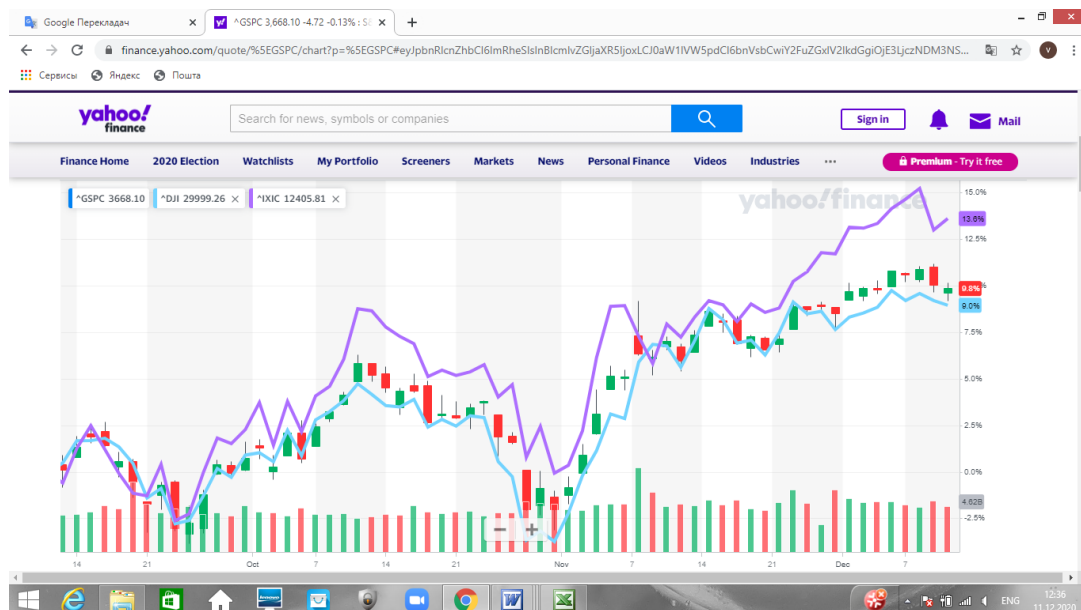 Google Перекладач
^GSPC 3,668.10 -4.72 -0.13% : S&
finance.yahoo.com/quote/%5EGSPC/chart?p=%5EGSPC#
Сервисы Яндекс Почта
yahoo!
finance
Search for news, symbols or companies
Sign in
Mail
Finance Home 2020 Election Watchlists My Portfolio Screeners Markets News Personal Finance Videos Industries ••• Premium - Try it free
^GSPC 3668.10 ^DJI 29999.26 ^IXIC 12405.81
yahoo!finance
15.0%
13.6%
12.5%
9.8%
9.0%
7.5%
5.0%
2.5%
0.0%
4.62B
-2.5%
14 21 Oct 7 14 21 Nov 7 14 21 Dec 7
ENG
12:36
11.12.2020